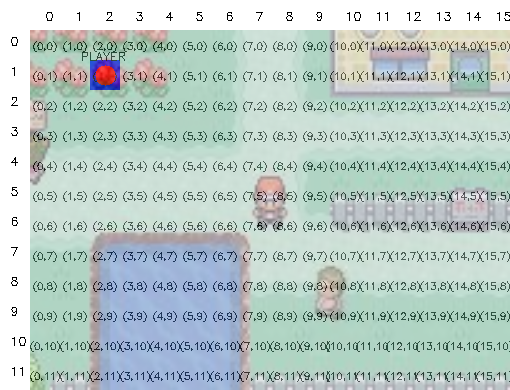 0 1 2 3 4 5 6 7 8 9 10 11 12 13 14 15
0 (0,0) (1,0) (2,0) (3,0) (4,0) (5,0) (6,0) (7,0) (8,0) (9,0) (10,0) (11,0) (12,0) (13,0) (14,0) (15,0)
PLAYER
1 (0,1) (1,1) (3,1) (4,1) (5,1) (6,1) (7,1) (8,1) (9,1) (10,1) (11,1) (12,1) (13,1) (14,1) (15,1)
2 (0,2) (1,2) (2,2) (3,2) (4,2) (5,2) (6,2) (7,2) (8,2) (9,2) (10,2) (11,2) (12,2) (13,2) (14,2) (15,2)
3 (0,3) (1,3) (2,3) (3,3) (4,3) (5,3) (6,3) (7,3) (8,3) (9,3) (10,3) (11,3) (12,3) (13,3) (14,3) (15,3)
4 (0,4) (1,4) (2,4) (3,4) (4,4) (5,4) (6,4) (7,4) (8,4) (9,4) (10,4) (11,4) (12,4) (13,4) (14,4) (15,4)
5 (0,5) (1,5) (2,5) (3,5) (4,5) (5,5) (6,5) (7,5) (8,5) (9,5) (10,5) (11,5) (12,5) (13,5) (14,5) (15,5)
6 (0,6) (1,6) (2,6) (3,6) (4,6) (5,6) (6,6) (7,6) (8,6) (9,6) (10,6) (11,6) (12,6) (13,6) (14,6) (15,6)
7 (0,7) (1,7) (2,7) (3,7) (4,7) (5,7) (6,7) (7,7) (8,7) (9,7) (10,7) (11,7) (12,7) (13,7) (14,7) (15,7)
8 (0,8) (1,8) (2,8) (3,8) (4,8) (5,8) (6,8) (7,8) (8,8) (9,8) (10,8) (11,8) (12,8) (13,8) (14,8) (15,8)
9 (0,9) (1,9) (2,9) (3,9) (4,9) (5,9) (6,9) (7,9) (8,9) (9,9) (10,9) (11,9) (12,9) (13,9) (14,9) (15,9)
10 (0,10) (1,10) (2,10) (3,10) (4,10) (5,10) (6,10) (7,10) (8,10) (9,10) (10,10) (11,10) (12,10) (13,10) (14,10) (15,10)
11 (0,11) (1,11) (2,11) (3,11) (4,11) (5,11) (6,11) (7,11) (8,11) (9,11) (10,11) (11,11) (12,11) (13,11) (14,11) (15,11)